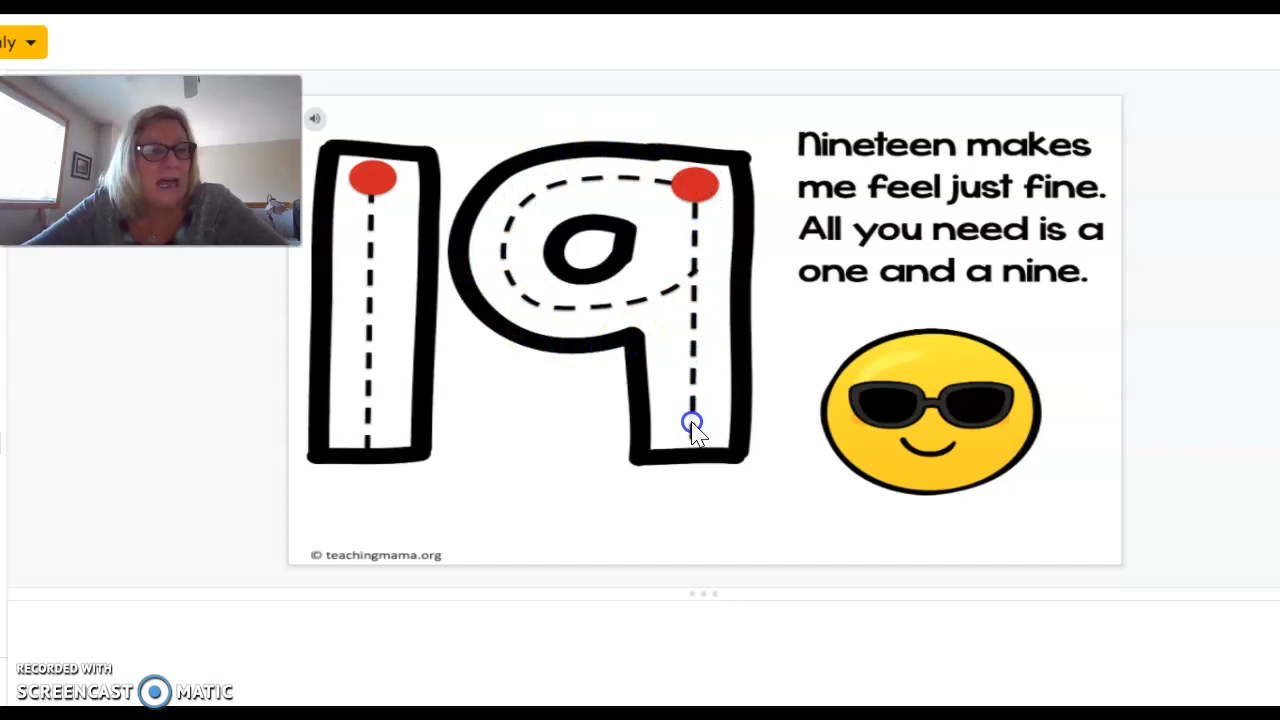 ly
19
Nineteen makes
me feel just fine.
All you need is a
one and a nine.
© teachingmama.org
RECORDED WITH
SCREENCAST MATIC